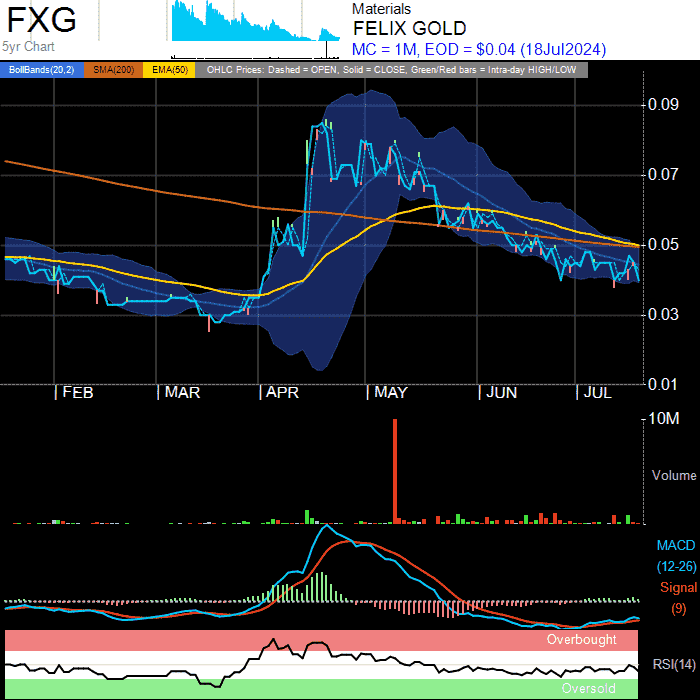 FXG
5yr Chart
Materials
FELIX GOLD
MC = 1M, EOD = $0.04 (18Jul2024)
BollBands(20,2) SMA(200) EMA(50) OHLC Prices: Dashed = OPEN, Solid = CLOSE, Green/Red bars = Intra-day HIGH/LOW
0.09
0.07
0.05
0.03
0.01
FEB MAR APR MAY JUN JUL
10M
Volume
MACD
(12-26)
Signal
(9)
Overbought
RSI(14)
Oversold